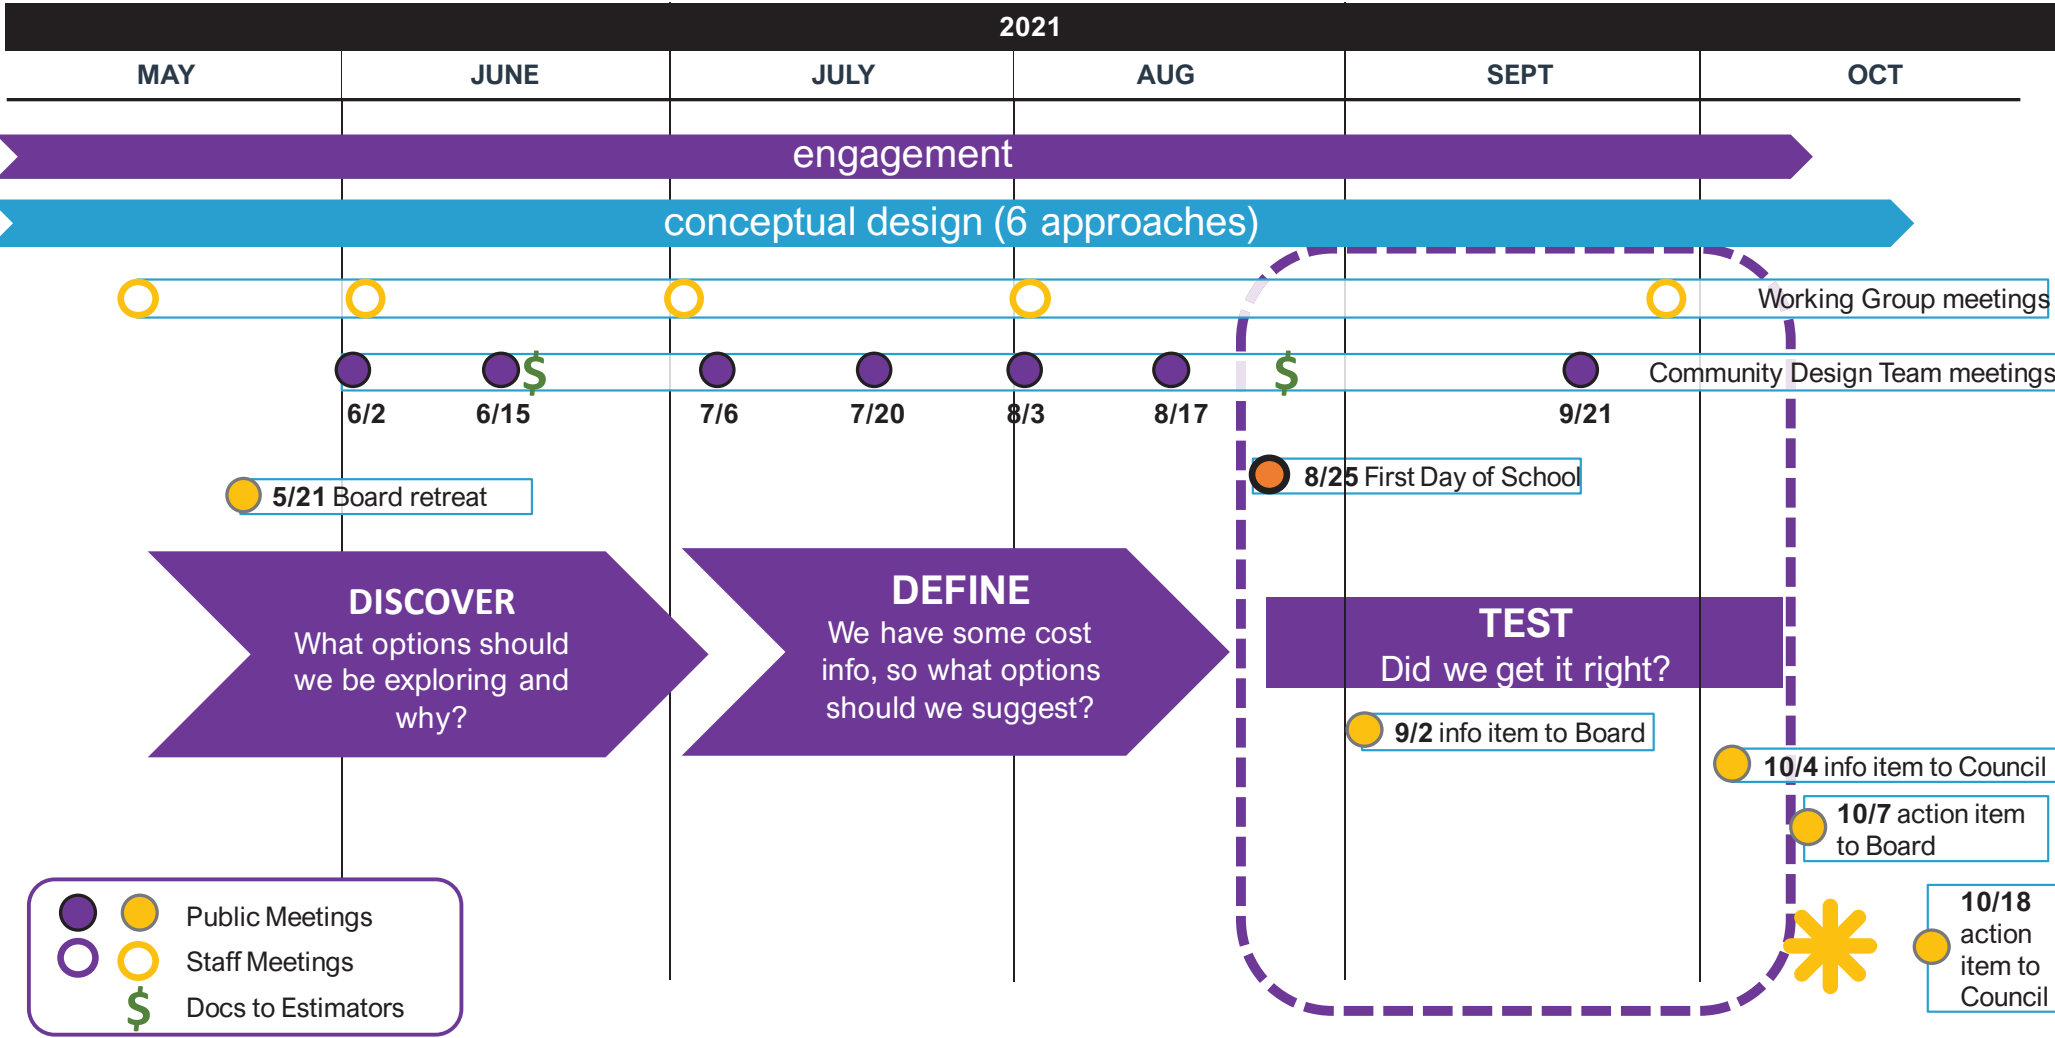 2021
MAY
JUNE
JULY
AUG
SEPT
OCT
engagement
conceptual design (6 approaches)
Working Group meetings
$
$
Community Design Team meetings
6/2
6/15
7/6
7/20
8/3
8/17
9/21
8/25 First Day of School
5/21 Board retreat
DISCOVER
What options should
we be exploring and
why?
DEFINE
We have some cost
info, so what options
should we suggest?
TEST
Did we get it right?
9/2 info item to Board
10/4 info item to Council
10/7 action item
to Board
10/18
action
item to
Council
Public Meetings
Staff Meetings
$ Docs to Estimators